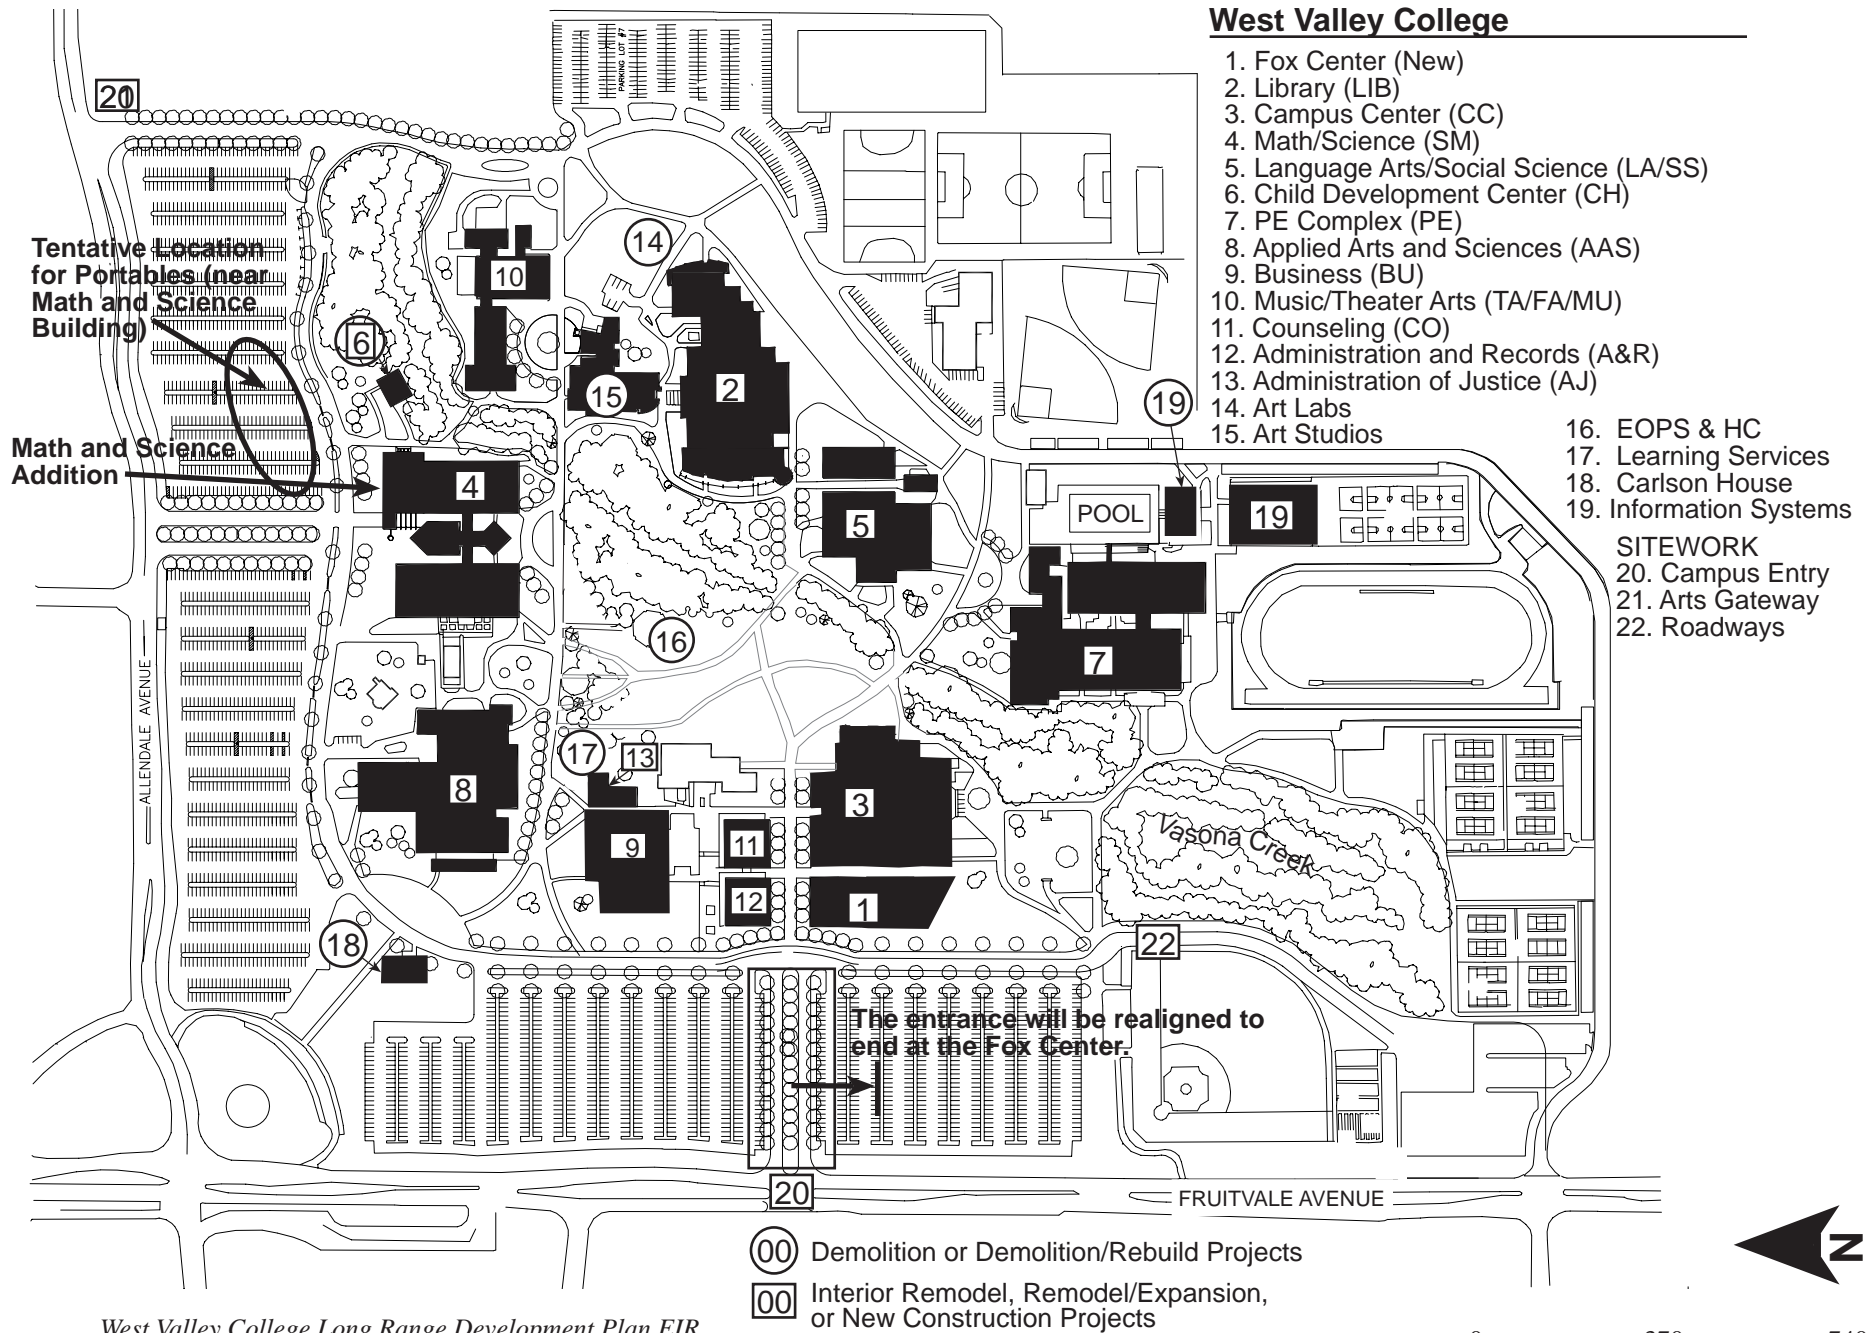 West Valley College
1. Fox Center (New)
2. Library (LIB)
3. Campus Center (CC)
4. Math/Science (SM)
5. Language Arts/Social Science (LA/SS)
6. Child Development Center (CH)
7. PE Complex (PE)
8. Applied Arts and Sciences (AAS)
9. Business (BU)
10. Music/Theater Arts (TA/FA/MU)
11. Counseling (CO)
12. Administration and Records (A&R)
13. Administration of Justice (AJ)
14. Art Labs
15. Art Studios
16. EOPS & HC
17. Learning Services
18. Carlson House
19. Information Systems
SITEWORK
20. Campus Entry
21. Arts Gateway
22. Roadways
PARKING LOT #7
Tentative Location
for Portables (near
Math and Science
Building)
Math and Science
Addition
14
10
6
15
2
19
4
5
POOL
19
16
7
ALLENDALE AVENUE
17
13
8
3
9
11
12
1
Vasona Creek
18
22
The entrance will be realigned to
end at the Fox Center.
20
FRUITVALE AVENUE
00 Demolition or Demolition/Rebuild Projects
00 Interior Remodel, Remodel/Expansion,
or New Construction Projects
N
West Valley College Long Range Development Plan EIR